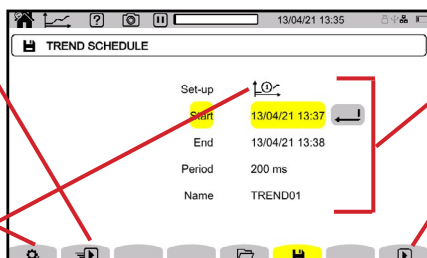 13/04/21 13:35
TREND SCHEDULE
Set-up
Start 13/04/21 13:37
End 13/04/21 13:38
Period 200 ms
Name TREND01